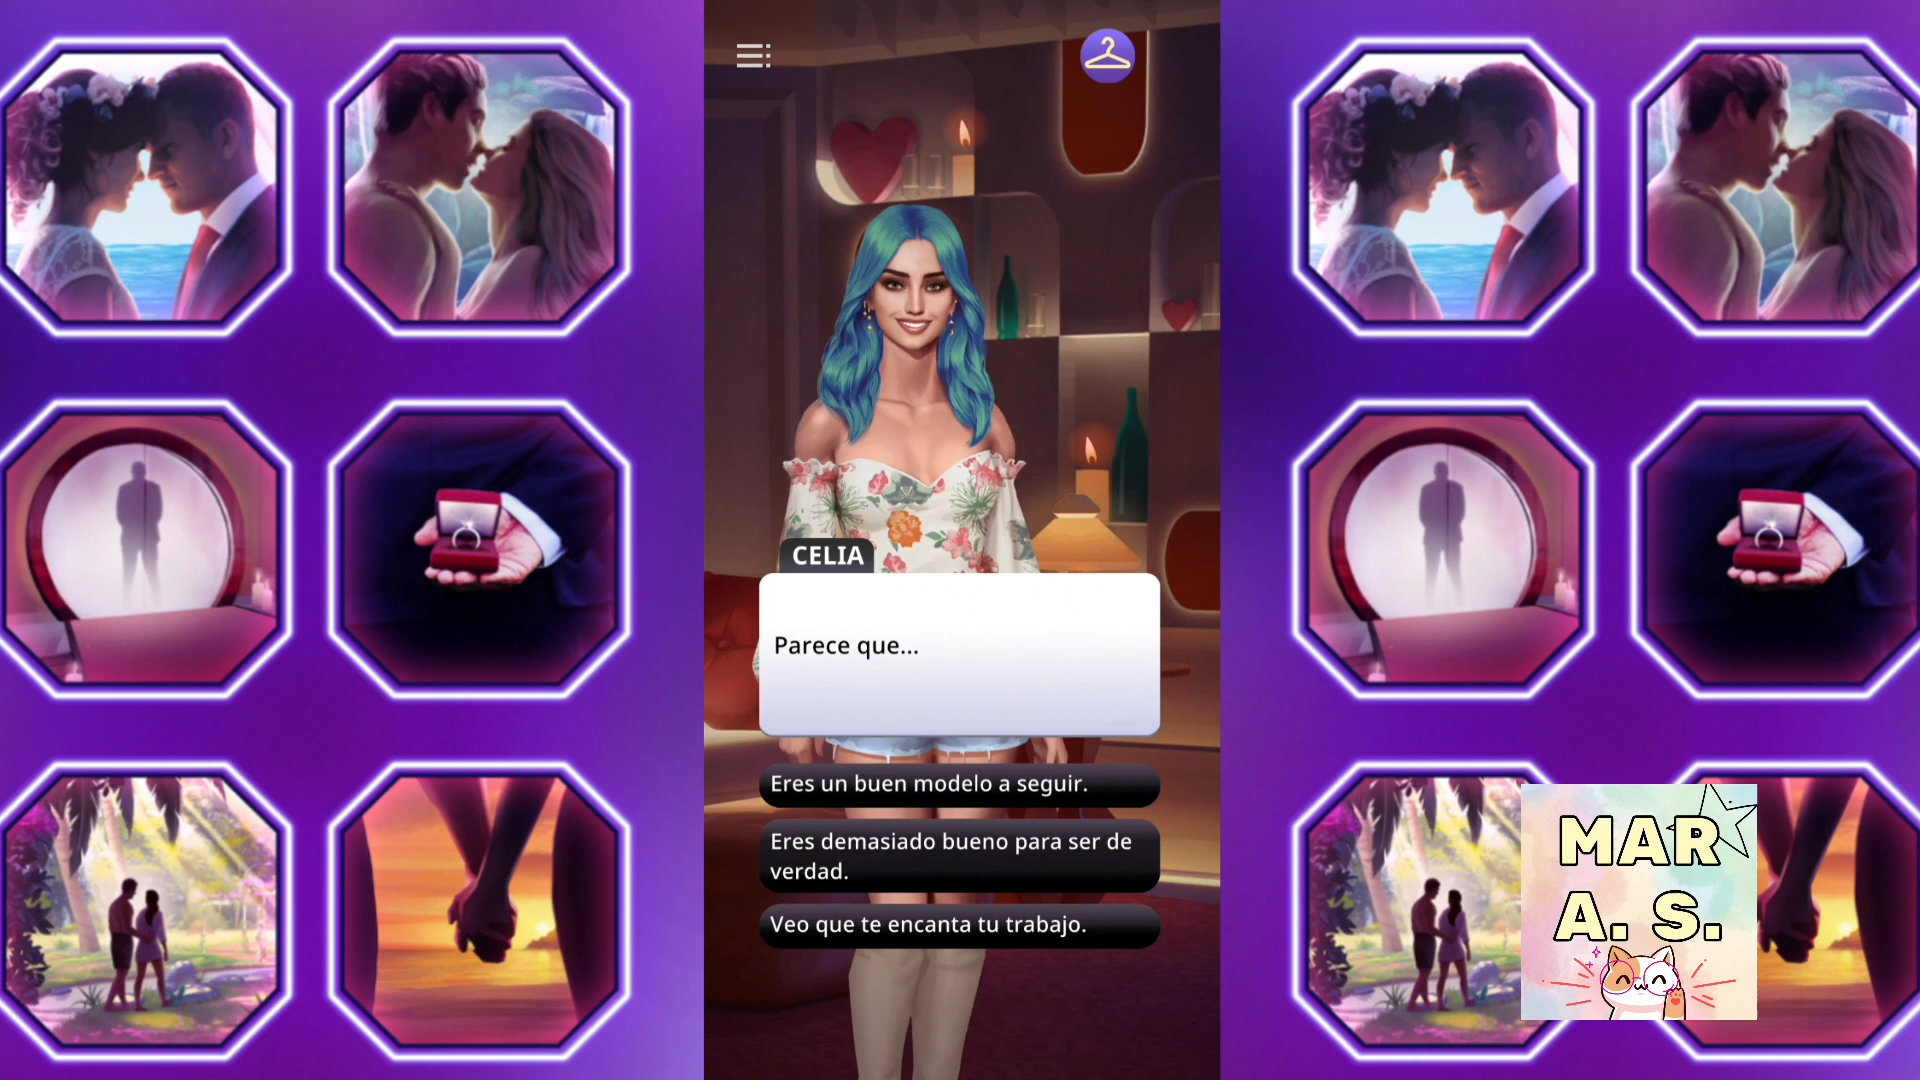 CELIA
Parece que...
Eres un buen modelo a seguir.
Eres demasiado bueno para ser de
verdad.
Veo que te encanta tu trabajo.
MAR
A. S.